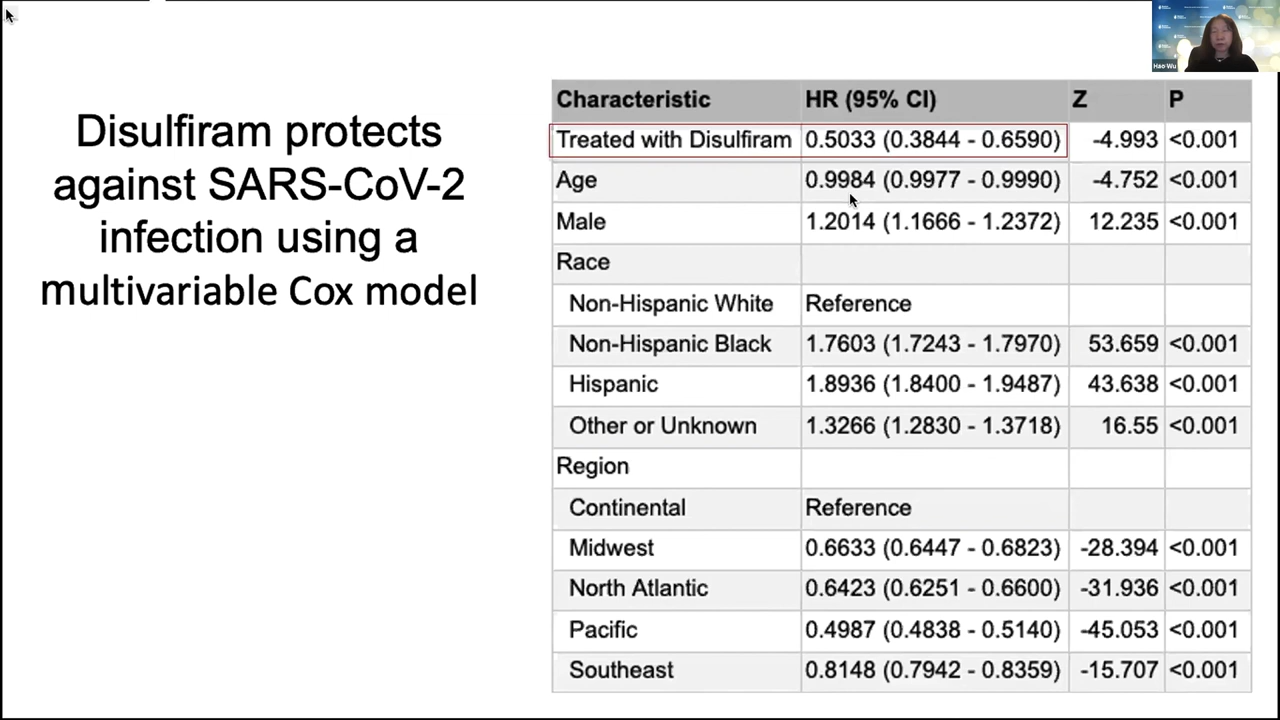 Hao Wu
Disulfiram protects
against SARS-CoV-2
infection using a
multivariable Cox model
Characteristic HR (95% CI) Z P
Treated with Disulfiram 0.5033 (0.3844 - 0.6590) -4.993 <0.001
Age 0.9984 (0.9977 - 0.9990) -4.752 <0.001
Male 1.2014 (1.1666 - 1.2372) 12.235 <0.001
Race
Non-Hispanic White Reference
Non-Hispanic Black 1.7603 (1.7243 - 1.7970) 53.659 <0.001
Hispanic 1.8936 (1.8400 - 1.9487) 43.638 <0.001
Other or Unknown 1.3266 (1.2830 - 1.3718) 16.55 <0.001
Region
Continental Reference
Midwest 0.6633 (0.6447 - 0.6823) -28.394 <0.001
North Atlantic 0.6423 (0.6251 - 0.6600) -31.936 <0.001
Pacific 0.4987 (0.4838 - 0.5140) -45.053 <0.001
Southeast 0.8148 (0.7942 - 0.8359) -15.707 <0.001